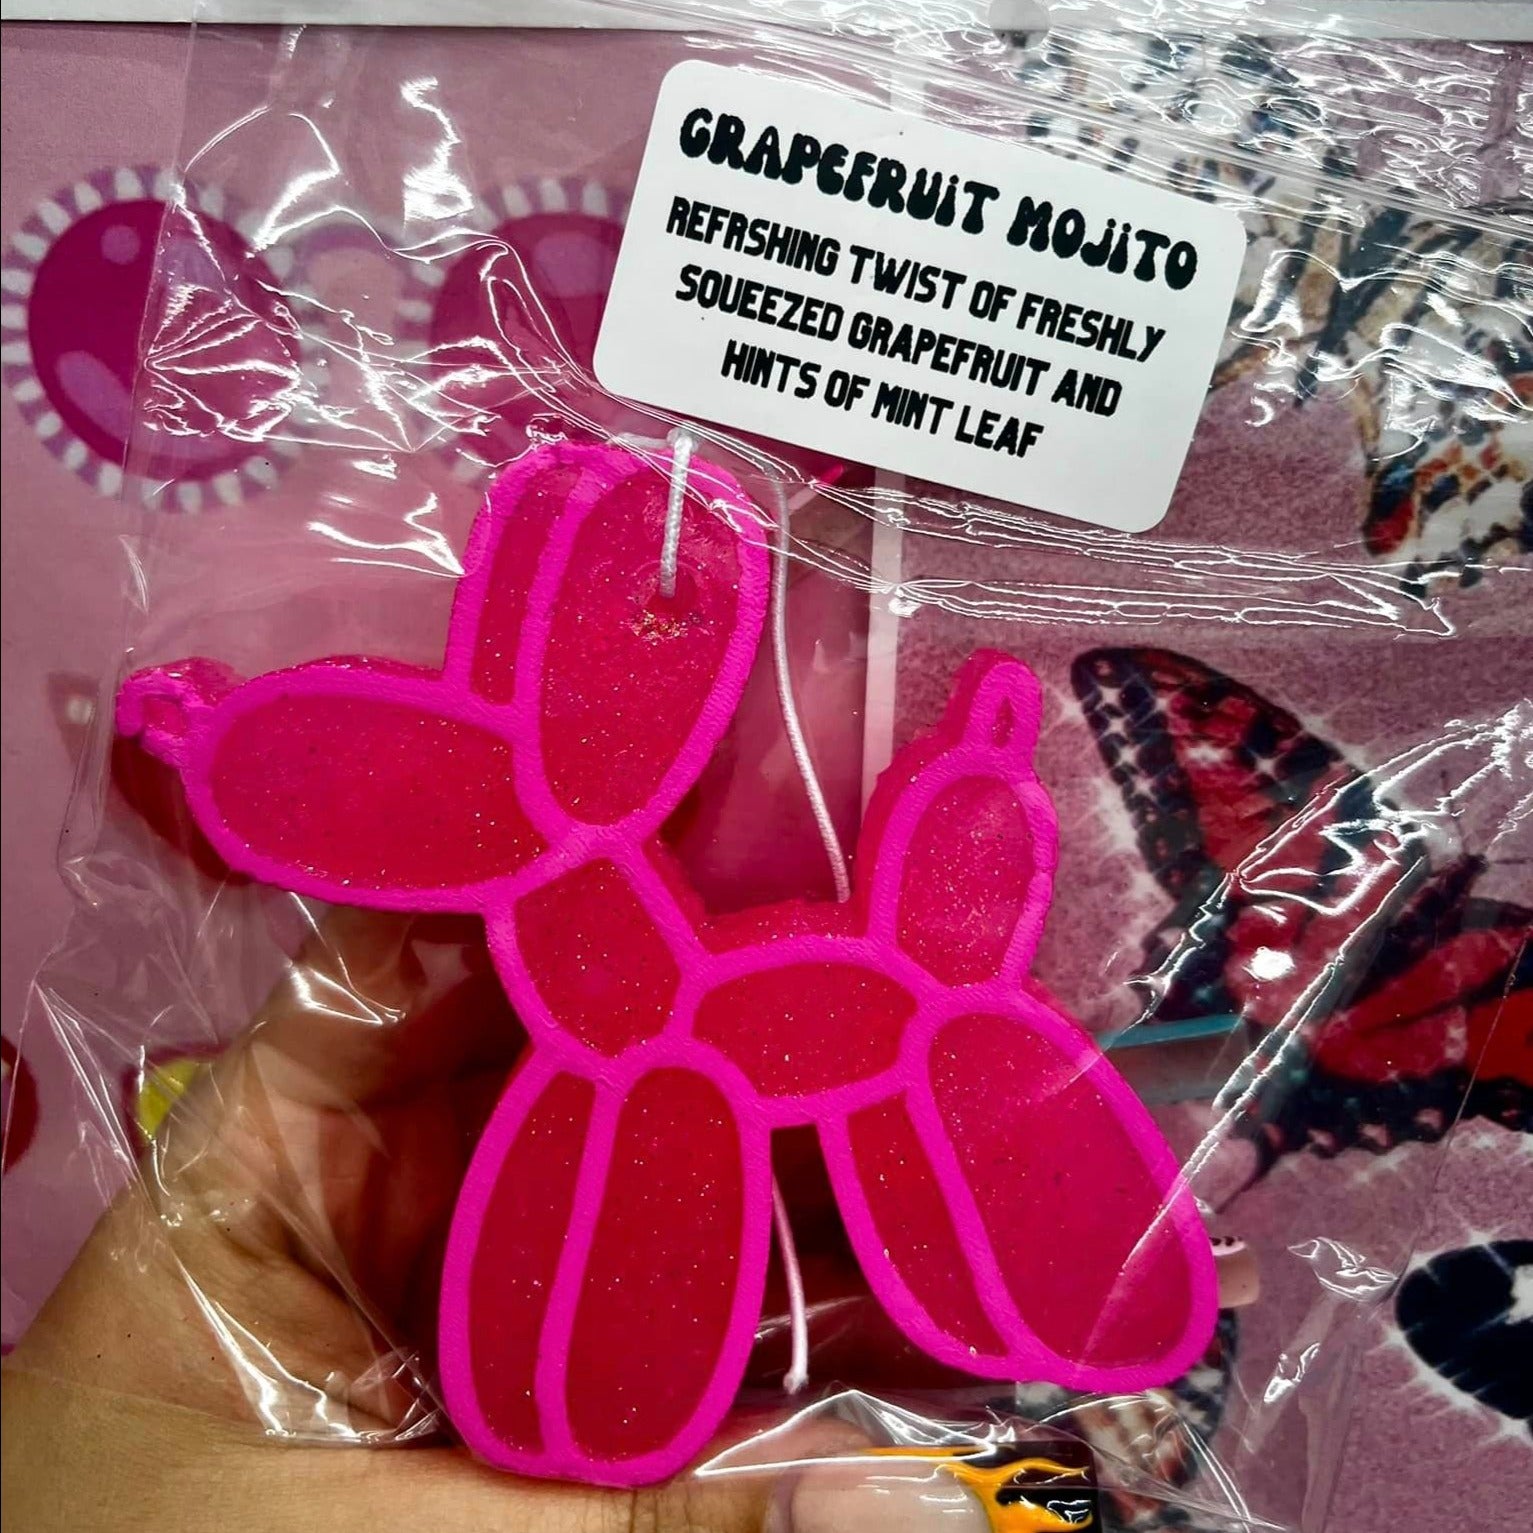 GRAPEFRUIT MOJITO
REFRSHING TWIST OF FRESHLY
SQUEEZED GRAPEFRUIT AND
HINTS OF MINT LEAF